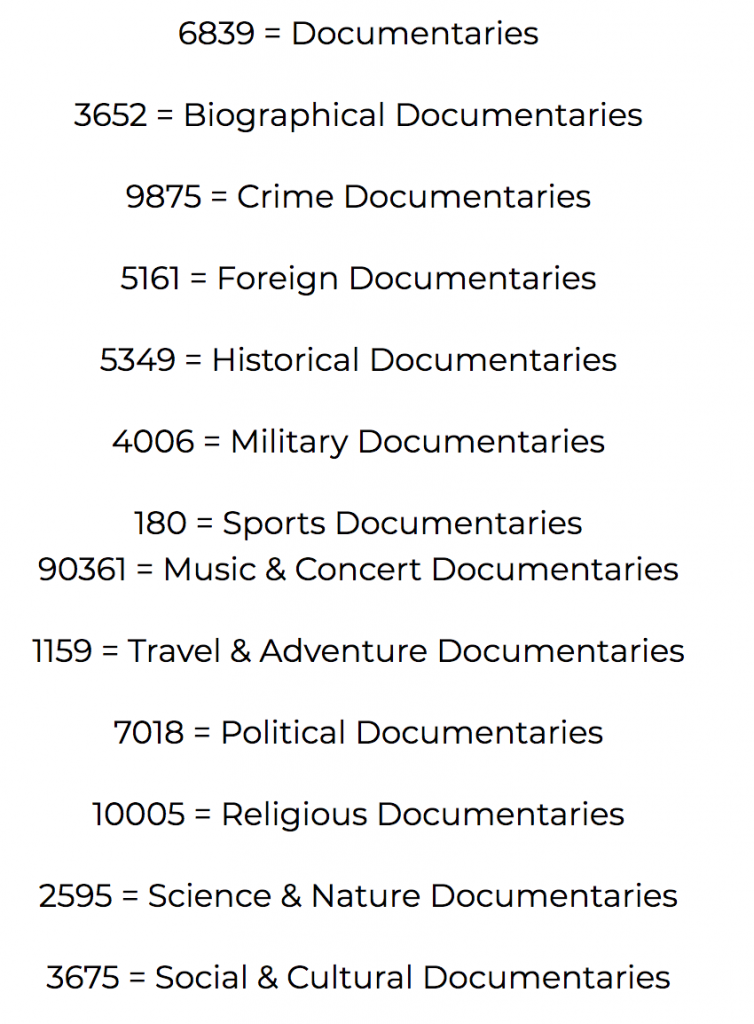 6839 = Documentaries
3652 = Biographical Documentaries
9875 = Crime Documentaries
5161 = Foreign Documentaries
5349 = Historical Documentaries
4006 = Military Documentaries
180 = Sports Documentaries
90361 = Music & Concert Documentaries
1159 = Travel & Adventure Documentaries
7018 = Political Documentaries
10005 = Religious Documentaries
2595 = Science & Nature Documentaries
3675 = Social & Cultural Documentaries